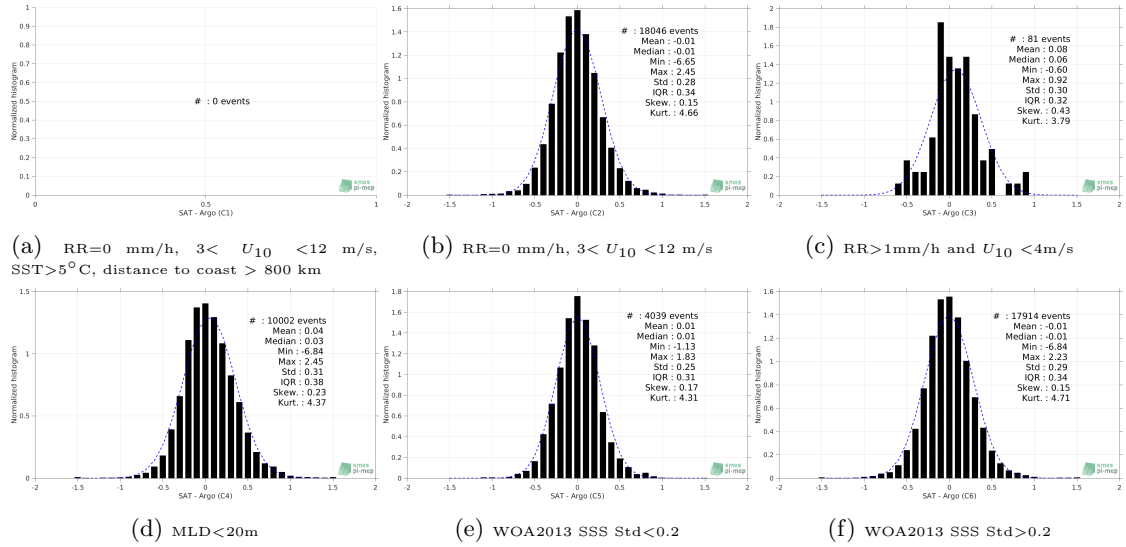 1
0.9
0.8
0.7
0.6
0.5
0.4
0.3
0.2
0.1
0
Normalized histogram
# : 0 events
0 0.5 1
SAT - Argo (C1)
smos
pi-mep
(a) RR=0 mm/h, 3< U10 <12 m/s,
SST>5°C, distance to coast > 800 km
1.6
1.4
1.2
1
0.8
0.6
0.4
0.2
0
Normalized histogram
# : 18046 events
Mean : -0.01
Median : -0.01
Min : -6.65
Max : 2.45
Std : 0.28
IQR : 0.34
Skew. : 0.15
Kurt. : 4.66
-2 -1.5 -1 -0.5 0 0.5 1 1.5 2
SAT - Argo (C2)
smos
pi-mep
(b) RR=0 mm/h, 3< U10 <12 m/s
2
1.8
1.6
1.4
1.2
1
0.8
0.6
0.4
0.2
0
Normalized histogram
# : 81 events
Mean : 0.08
Median : 0.06
Min : -0.60
Max : 0.92
Std : 0.30
IQR : 0.32
Skew. : 0.43
Kurt. : 3.79
-2 -1.5 -1 -0.5 0 0.5 1 1.5 2
SAT - Argo (C3)
smos
pi-mep
(c) RR>1mm/h and U10 <4m/s
1.5
1
0.5
0
Normalized histogram
# : 10002 events
Mean : 0.04
Median : 0.03
Min : -6.84
Max : 2.45
Std : 0.31
IQR : 0.38
Skew. : 0.23
Kurt. : 4.37
-2 -1.5 -1 -0.5 0 0.5 1 1.5 2
SAT - Argo (C4)
smos
pi-mep
(d) MLD<20m
1.8
1.6
1.4
1.2
1
0.8
0.6
0.4
0.2
0
Normalized histogram
# : 4039 events
Mean : 0.01
Median : 0.01
Min : -1.13
Max : 1.83
Std : 0.25
IQR : 0.31
Skew. : 0.17
Kurt. : 4.31
-2 -1.5 -1 -0.5 0 0.5 1 1.5 2
SAT - Argo (C5)
smos
pi-mep
(e) WOA2013 SSS Std<0.2
1.6
1.4
1.2
1
0.8
0.6
0.4
0.2
0
Normalized histogram
# : 17914 events
Mean : -0.01
Median : -0.01
Min : -6.84
Max : 2.23
Std : 0.29
IQR : 0.34
Skew. : 0.15
Kurt. : 4.71
-2 -1.5 -1 -0.5 0 0.5 1 1.5 2
SAT - Argo (C6)
smos
pi-mep
(f) WOA2013 SSS Std>0.2